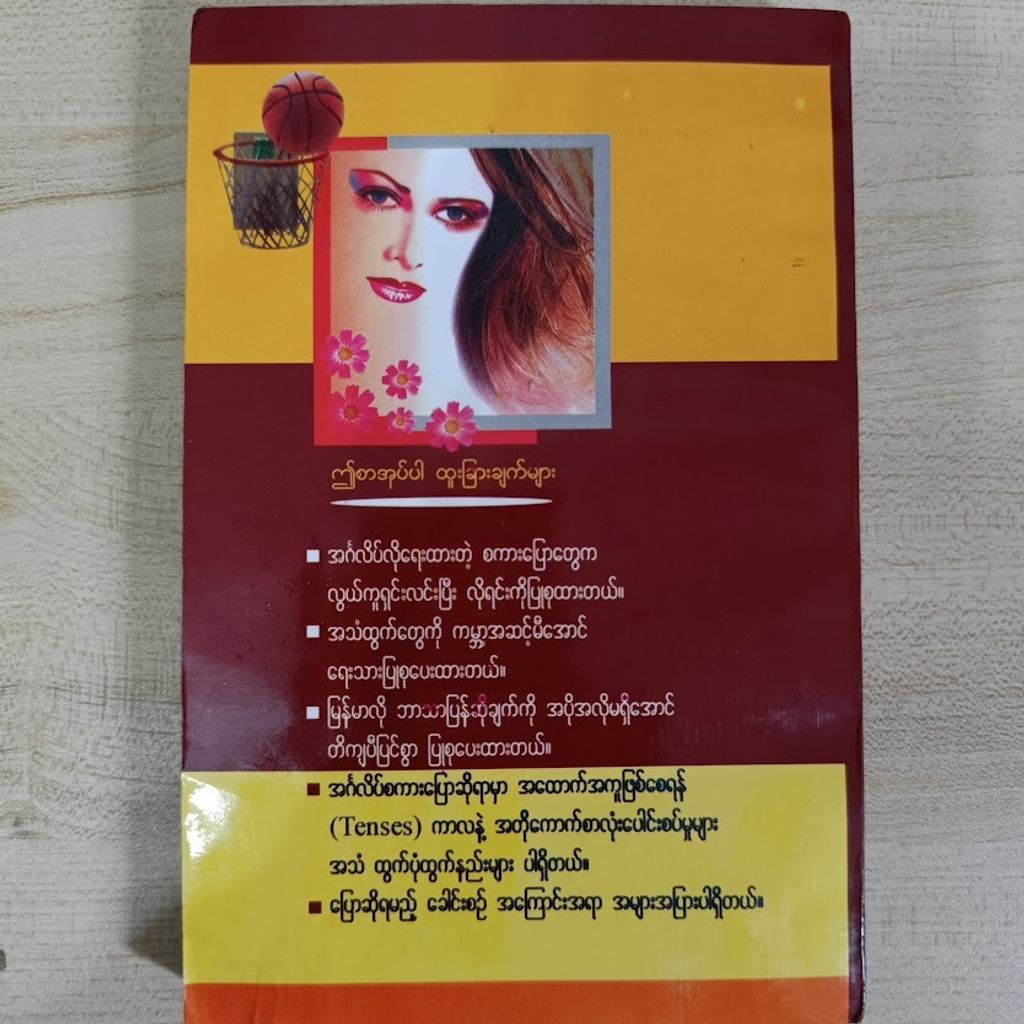 ဤစာအုပ်ပါ ထူးခြားချက်များ
■ အင်္ဂလိပ်လိုရေးထားတဲ့ စကားပြောတွေက
လွယ်ကူရှင်းလင်းပြီး လိုရင်းကိုပြုစုထားတယ်။
■ အသံထွက်တွေကို ကမ္ဘာ့အဆင့်မီအောင်
ရေးသားပြုစုပေးထားတယ်။
■ မြန်မာလို ဘာသာပြန်ဆိုချက်ကို အပိုအလိုမရှိအောင်
တိကျပီပြင်စွာ ပြုစုပေးထားတယ်။
■ အင်္ဂလိပ်စကားပြောဆိုရာမှာ အထောက်အကူဖြစ်စေရန်
(Tenses) ကာလနဲ့ အတိုကောက်စာလုံးပေါင်းစပ်မှုများ
အသံ ထွက်ပုံထွက်နည်းများ ပါရှိတယ်။
■ ပြောဆိုရမည့် ခေါင်းစဉ် အကြောင်းအရာ အများအပြားပါရှိတယ်။